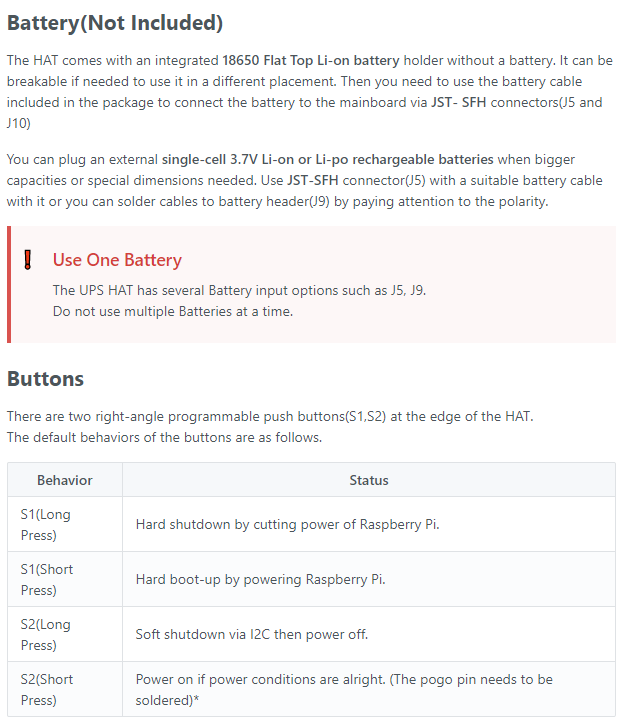 Battery(Not Included)
The HAT comes with an integrated 18650 Flat Top Li-on battery holder without a battery. It can be
breakable if needed to use it in a different placement. Then you need to use the battery cable
included in the package to connect the battery to the mainboard via JST- SFH connectors(J5 and
J10)
You can plug an external single-cell 3.7V Li-on or Li-po rechargeable batteries when bigger
capacities or special dimensions needed. Use JST-SFH connector(J5) with a suitable battery cable
with it or you can solder cables to battery header(J9) by paying attention to the polarity.
Use One Battery
The UPS HAT has several Battery input options such as J5, J9.
Do not use multiple Batteries at a time.
Buttons
There are two right-angle programmable push buttons(S1,S2) at the edge of the HAT.
The default behaviors of the buttons are as follows.
Behavior Status
S1(Long
Press)
Hard shutdown by cutting power of Raspberry Pi.
S1(Short
Press)
Hard boot-up by powering Raspberry Pi.
S2(Long
Press)
Soft shutdown via I2C then power off.
S2(Short
Press)
Power on if power conditions are alright. (The pogo pin needs to be
soldered)*